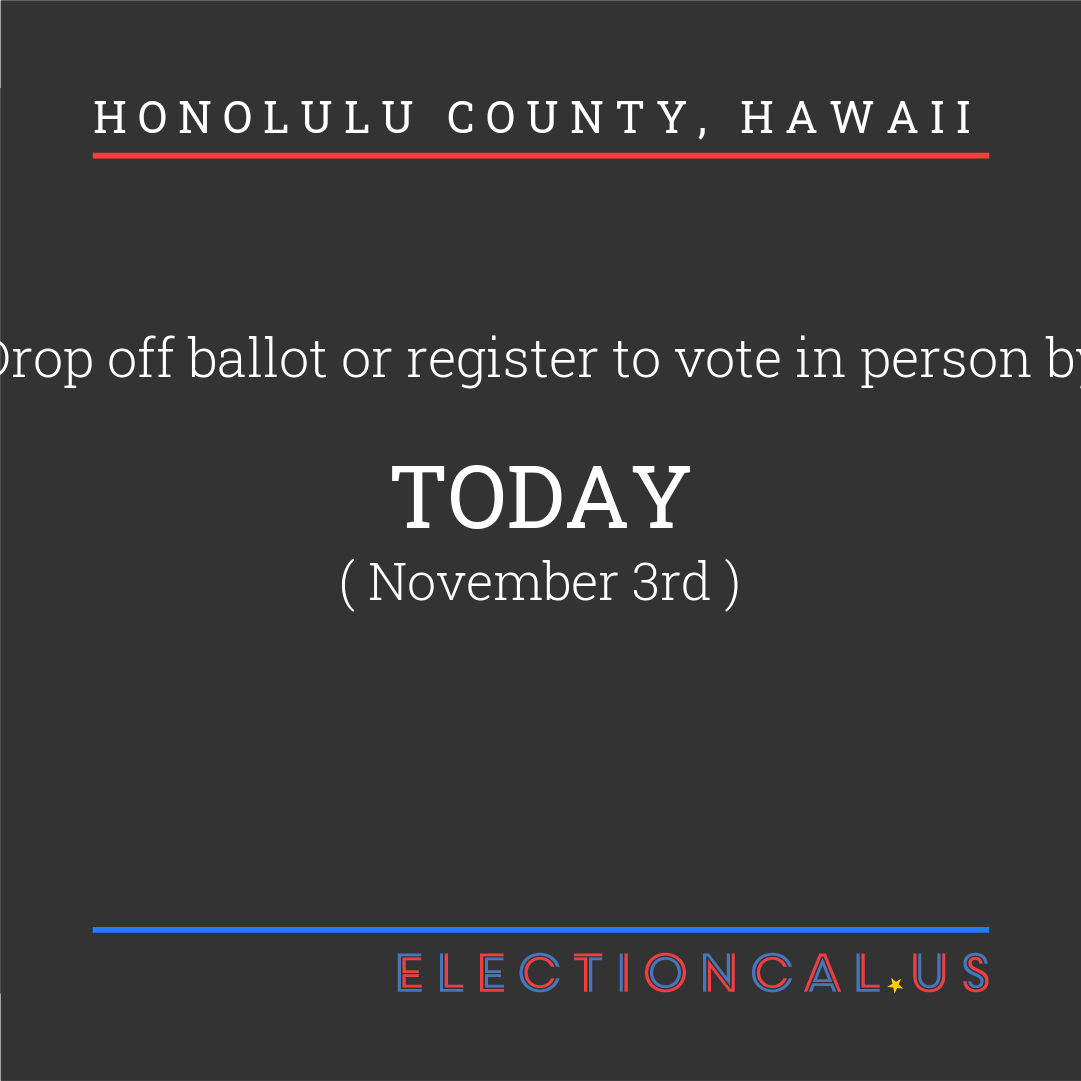 HONOLULU COUNTY, HAWAII
Drop off ballot or register to vote in person by
TODAY
( November 3rd )
ELECTIONCAL.US